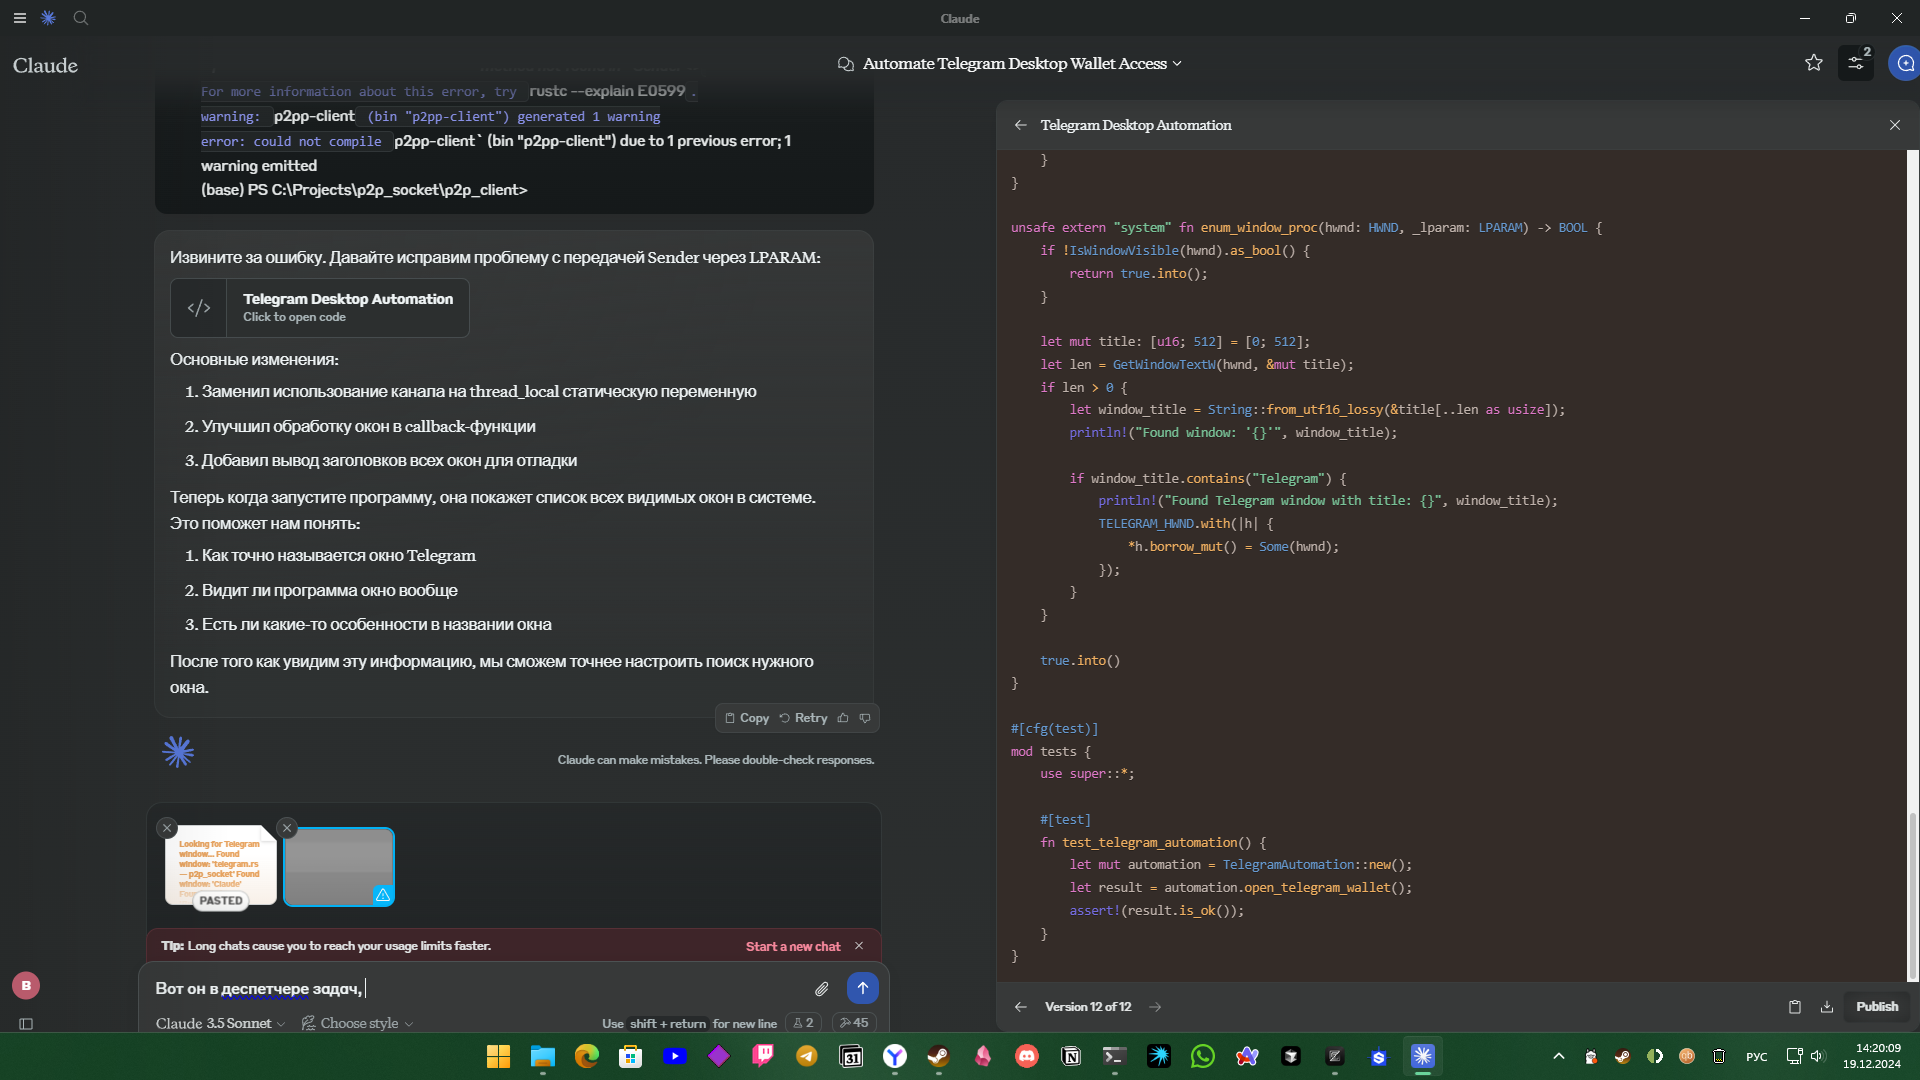 Claude
Claude
Automate Telegram Desktop Wallet Access
2
For more information about this error, try rustc --explain E0599 .
warning: p2pp-client (bin "p2pp-client") generated 1 warning
error: could not compile p2pp-client` (bin "p2pp-client") due to 1 previous error; 1
warning emitted
(base) PS C:\Projects\p2p_socket\p2p_client>
Извините за ошибку. Давайте исправим проблему с передачей Sender через LPARAM:
</> Telegram Desktop Automation
Click to open code
Основные изменения:
1. Заменил использование канала на thread_local статическую переменную
2. Улучшил обработку окон в callback-функции
3. Добавил вывод заголовков всех окон для отладки
Теперь когда запустите программу, она покажет список всех видимых окон в системе.
Это поможет нам понять:
1. Как точно называется окно Telegram
2. Видит ли программа окно вообще
3. Есть ли какие-то особенности в названии окна
После того как увидим эту информацию, мы сможем точнее настроить поиск нужного
окна.
Copy Retry
Claude can make mistakes. Please double-check responses.
Looking for Telegram
window... Found
window: 'telegram.rs
— p2p_socket' Found
window: 'Claude'
PASTED
Tip: Long chats cause you to reach your usage limits faster.
Start a new chat
B
Вот он в деспетчере задач,
Claude 3.5 Sonnet
Choose style
Use shift + return for new line
2
45
Telegram Desktop Automation
}
}
unsafe extern "system" fn enum_window_proc(hwnd: HWND, _lparam: LPARAM) -> BOOL {
if !IsWindowVisible(hwnd).as_bool() {
return true.into();
}
let mut title: [u16; 512] = [0; 512];
let len = GetWindowTextW(hwnd, &mut title);
if len > 0 {
let window_title = String::from_utf16_lossy(&title[..len as usize]);
println!("Found window: '{}'", window_title);
if window_title.contains("Telegram") {
println!("Found Telegram window with title: {}", window_title);
TELEGRAM_HWND.with(|h| {
*h.borrow_mut() = Some(hwnd);
});
}
}
true.into()
}
#[cfg(test)]
mod tests {
use super::*;
#[test]
fn test_telegram_automation() {
let mut automation = TelegramAutomation::new();
let result = automation.open_telegram_wallet();
assert!(result.is_ok());
}
}
Version 12 of 12
Publish
31
РУС
14:20:09
19.12.2024